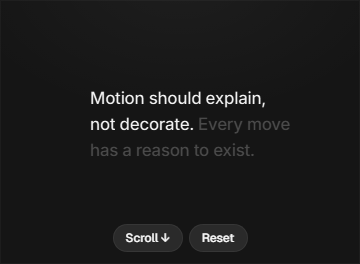 Motion should explain,
not decorate. Every move
has a reason to exist.
Scroll ↓
Reset